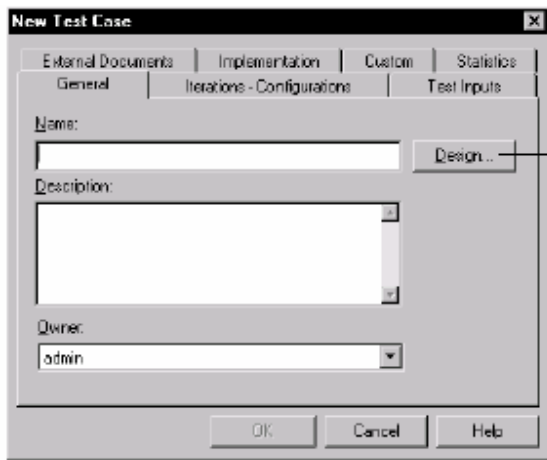 New Test Case
External Documents Implementation Custom Statistics
General Iterations - Configurations Test Inputs
Name:
Design...
Description:
Owner:
admin
OK Cancel Help